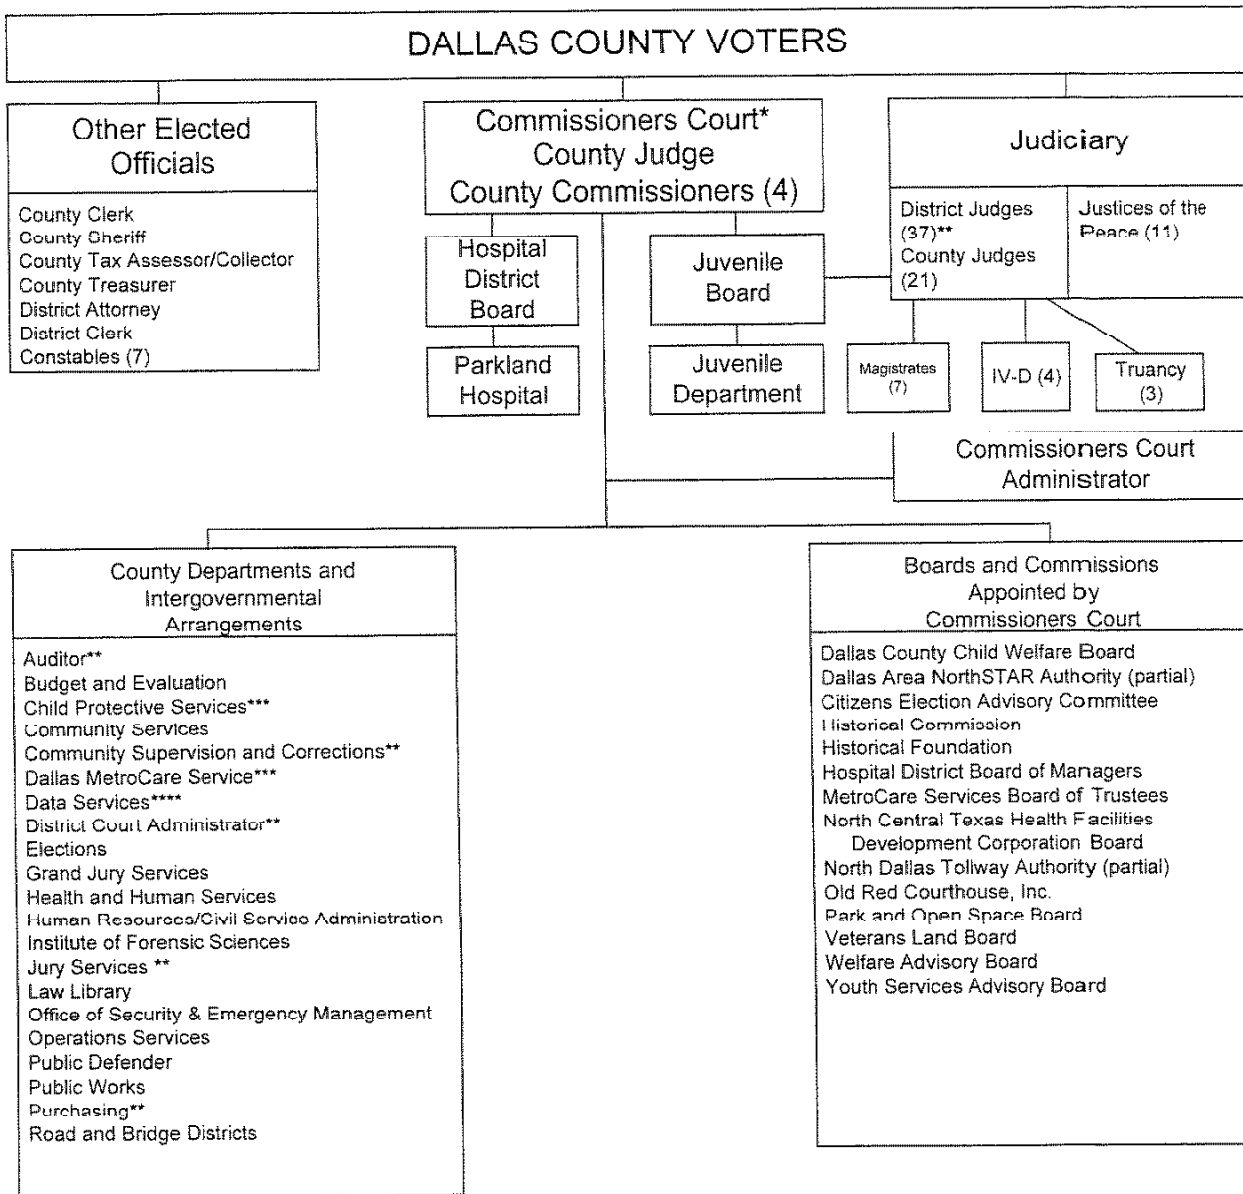 DALLAS COUNTY VOTERS
Other Elected
Officials
County Clerk
County Sheriff
County Tax Assessor/Collector
County Treasurer
District Attorney
District Clerk
Constables (7)
Commissioners Court*
County Judge
County Commissioners (4)
Hospital
District
Board
Parkland
Hospital
Juvenile
Board
Juvenile
Department
Judiciary
District Judges
(37)**
County Judges
(21)
Justices of the
Peace (11)
Magistrates
(7)
IV-D (4)
Truancy
(3)
Commissioners Court
Administrator
County Departments and
Intergovernmental
Arrangements
Auditor**
Budget and Evaluation
Child Protective Services***
Community Services
Community Supervision and Corrections**
Dallas MetroCare Service***
Data Services****
District Court Administrator**
Elections
Grand Jury Services
Health and Human Services
Human Resources/Civil Service Administration
Institute of Forensic Sciences
Jury Services **
Law Library
Office of Security & Emergency Management
Operations Services
Public Defender
Public Works
Purchasing**
Road and Bridge Districts
Boards and Commissions
Appointed by
Commissioners Court
Dallas County Child Welfare Board
Dallas Area NorthSTAR Authority (partial)
Citizens Election Advisory Committee
Historical Commission
Historical Foundation
Hospital District Board of Managers
MetroCare Services Board of Trustees
North Central Texas Health Facilities
Development Corporation Board
North Dallas Tollway Authority (partial)
Old Red Courthouse, Inc.
Park and Open Space Board
Veterans Land Board
Welfare Advisory Board
Youth Services Advisory Board